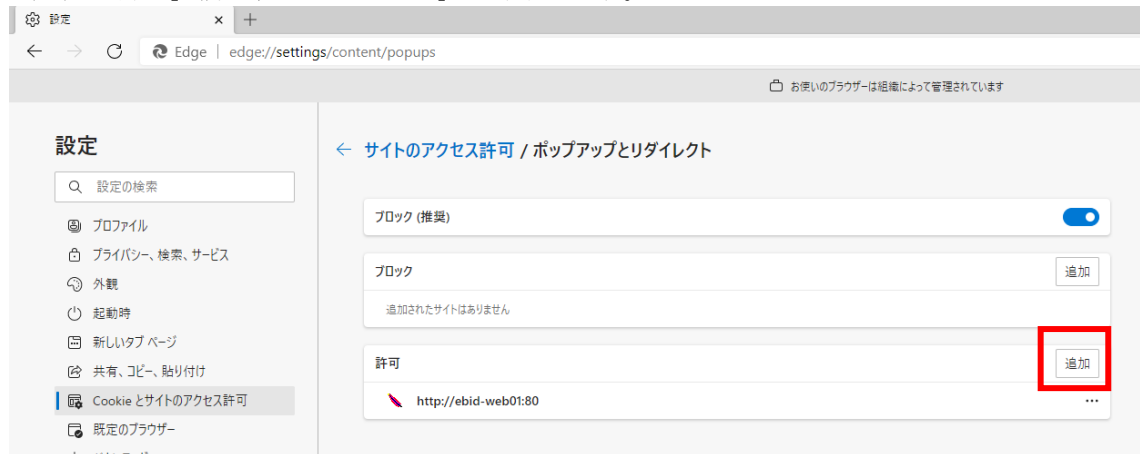 設定
Edge | edge://settings/content/popups
お使いのブラウザーは組織によって管理されています
設定
設定の検索
プロファイル
プライバシー、検索、サービス
外観
起動時
新しいタブ ページ
共有、コピー、貼り付け
Cookie とサイトのアクセス許可
既定のブラウザー
サイトのアクセス許可 / ポップアップとリダイレクト
ブロック (推奨)
ブロック
追加
追加されたサイトはありません
許可
追加
http://ebid-web01:80